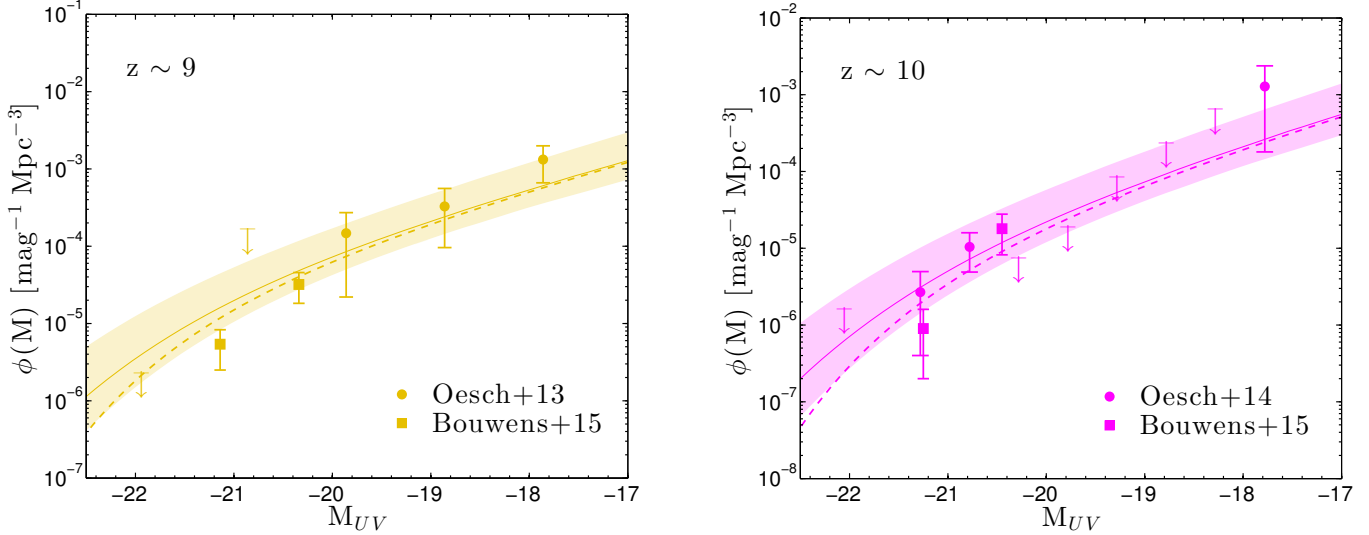 z ∼ 9
ϕ(M) [mag⁻¹ Mpc⁻³]
10⁻¹
10⁻²
10⁻³
10⁻⁴
10⁻⁵
10⁻⁶
10⁻⁷
Oesch+13
Bouwens+15
−22 −21 −20 −19 −18 −17
M_UV
z ∼ 10
ϕ(M) [mag⁻¹ Mpc⁻³]
10⁻²
10⁻³
10⁻⁴
10⁻⁵
10⁻⁶
10⁻⁷
10⁻⁸
Oesch+14
Bouwens+15
−22 −21 −20 −19 −18 −17
M_UV